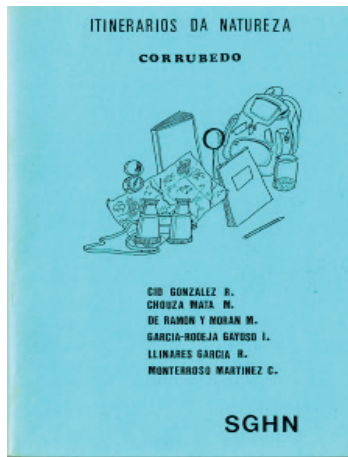 ITINERARIOS DA NATUREZA
CORRUBEDO
CID GONZALEZ R.
CHOUZA MATA M.
DE RAMON Y MORAN M.
GARCIA-RODEJA GAYOSO I.
LLINARES GARCIA R.
MONTERROSO MARTINEZ C.
SGHN